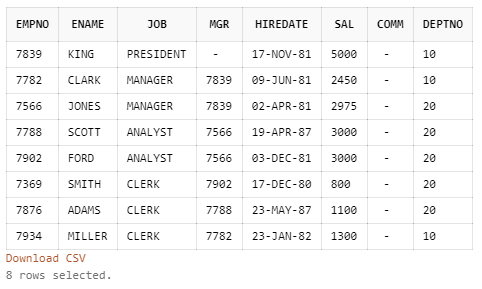 EMPNO ENAME JOB MGR HIREDATE SAL COMM DEPTNO
7839 KING PRESIDENT - 17-NOV-81 5000 - 10
7782 CLARK MANAGER 7839 09-JUN-81 2450 - 10
7566 JONES MANAGER 7839 02-APR-81 2975 - 20
7788 SCOTT ANALYST 7566 19-APR-87 3000 - 20
7902 FORD ANALYST 7566 03-DEC-81 3000 - 20
7369 SMITH CLERK 7902 17-DEC-80 800 - 20
7876 ADAMS CLERK 7788 23-MAY-87 1100 - 20
7934 MILLER CLERK 7782 23-JAN-82 1300 - 10
Download CSV
8 rows selected.